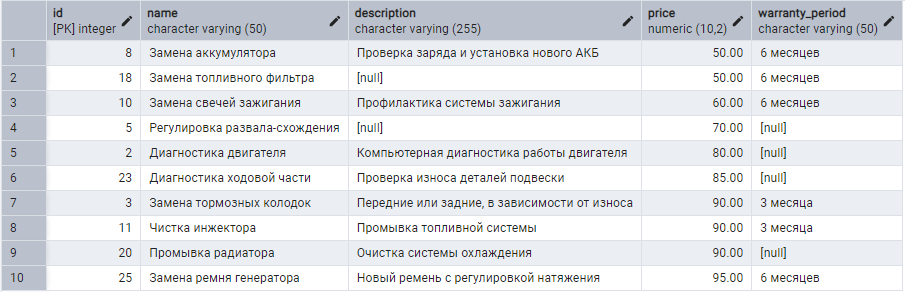 id name description price warranty_period
[PK] integer character varying (50) character varying (255) numeric (10,2) character varying (50)
1 8 Замена аккумулятора Проверка заряда и установка нового АКБ 50.00 6 месяцев
2 18 Замена топливного фильтра [null] 50.00 6 месяцев
3 10 Замена свечей зажигания Профилактика системы зажигания 60.00 6 месяцев
4 5 Регулировка развала-схождения [null] 70.00 [null]
5 2 Диагностика двигателя Компьютерная диагностика работы двигателя 80.00 [null]
6 23 Диагностика ходовой части Проверка износа деталей подвески 85.00 [null]
7 3 Замена тормозных колодок Передние или задние, в зависимости от износа 90.00 3 месяца
8 11 Чистка инжектора Промывка топливной системы 90.00 3 месяца
9 20 Промывка радиатора Очистка системы охлаждения 90.00 [null]
10 25 Замена ремня генератора Новый ремень с регулировкой натяжения 95.00 6 месяцев